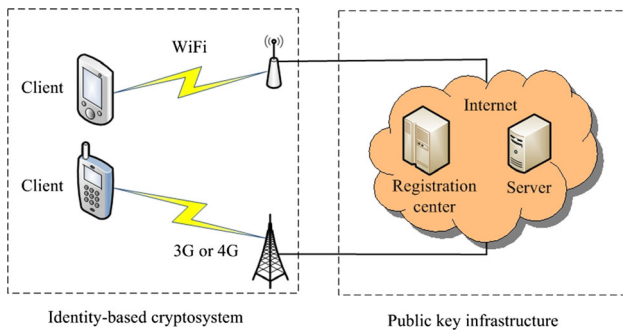 WiFi
Client
Internet
Client
Registration
center
Server
3G or 4G
Identity-based cryptosystem
Public key infrastructure